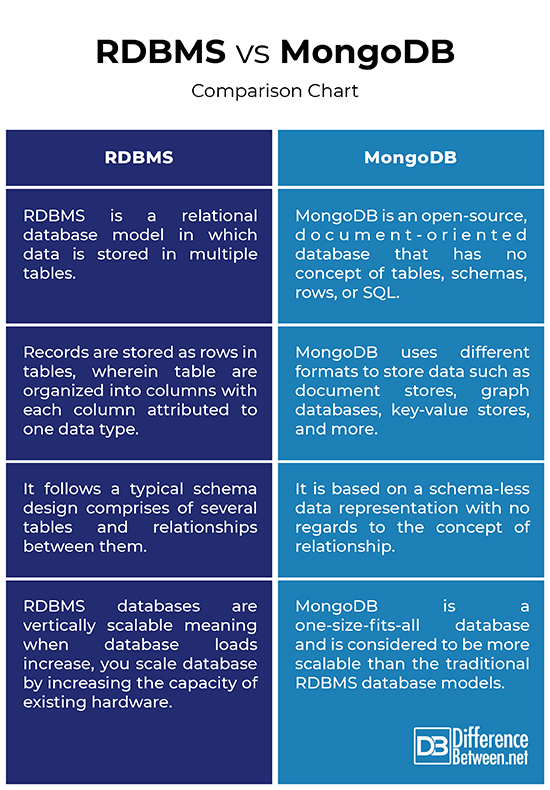 RDBMS vs MongoDB
Comparison Chart
RDBMS
MongoDB
RDBMS is a relational
database model in which
data is stored in multiple
tables.
MongoDB is an open-source,
document-oriented
database that has no
concept of tables, schemas,
rows, or SQL.
Records are stored as rows in
tables, wherein table are
organized into columns with
each column attributed to
one data type.
MongoDB uses different
formats to store data such as
document stores, graph
databases, key-value stores,
and more.
It follows a typical schema
design comprises of several
tables and relationships
between them.
It is based on a schema-less
data representation with no
regards to the concept of
relationship.
RDBMS databases are
vertically scalable meaning
when database loads
increase, you scale database
by increasing the capacity of
existing hardware.
MongoDB is a
one-size-fits-all database
and is considered to be more
scalable than the traditional
RDBMS database models.
DB Difference
Between.net